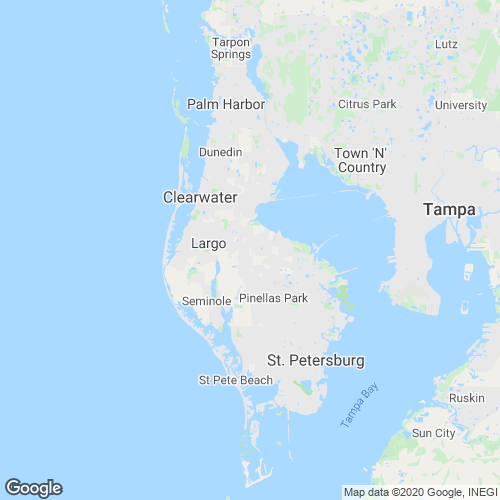 Tarpon
Springs
Lutz
Palm Harbor
Citrus Park
University
Dunedin
Town 'N'
Country
Clearwater
Tampa
Largo
Seminole
Pinellas Park
St. Petersburg
St Pete Beach
Tampa Bay
Ruskin
Sun City
Google
Map data ©2020 Google, INEGI